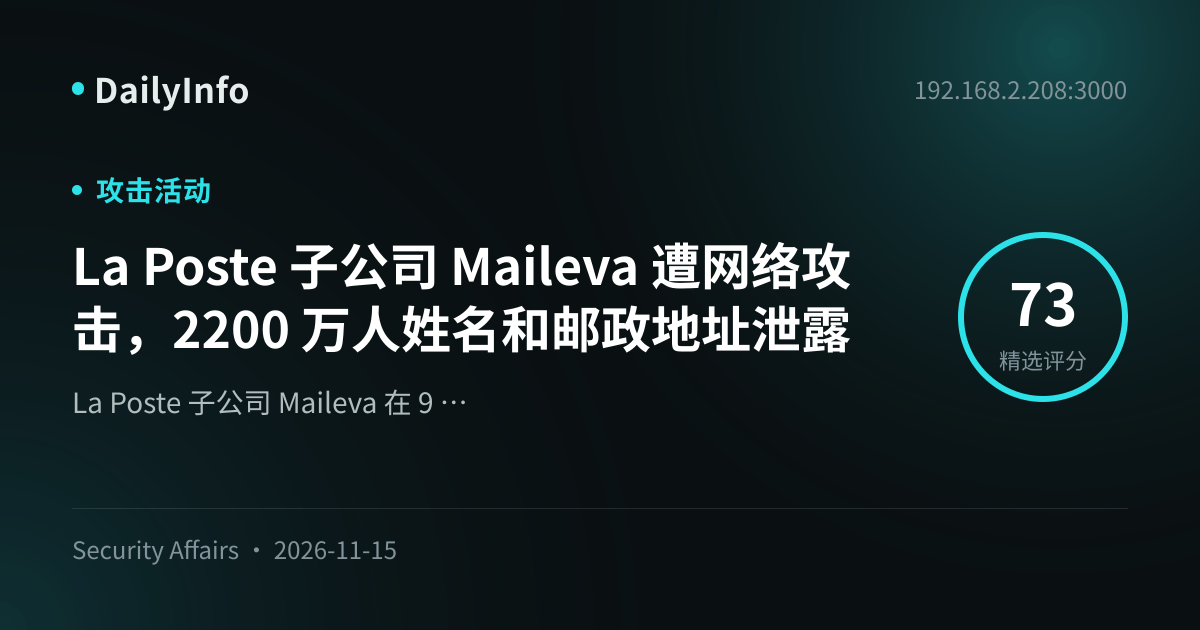 DailyInfo
192.168.2.208:3000
攻击活动
La Poste 子公司 Maileva 遭网络攻
击，2200 万人姓名和邮政地址泄露
73
精选评分
La Poste 子公司 Maileva 在 9 …
Security Affairs · 2026-11-15